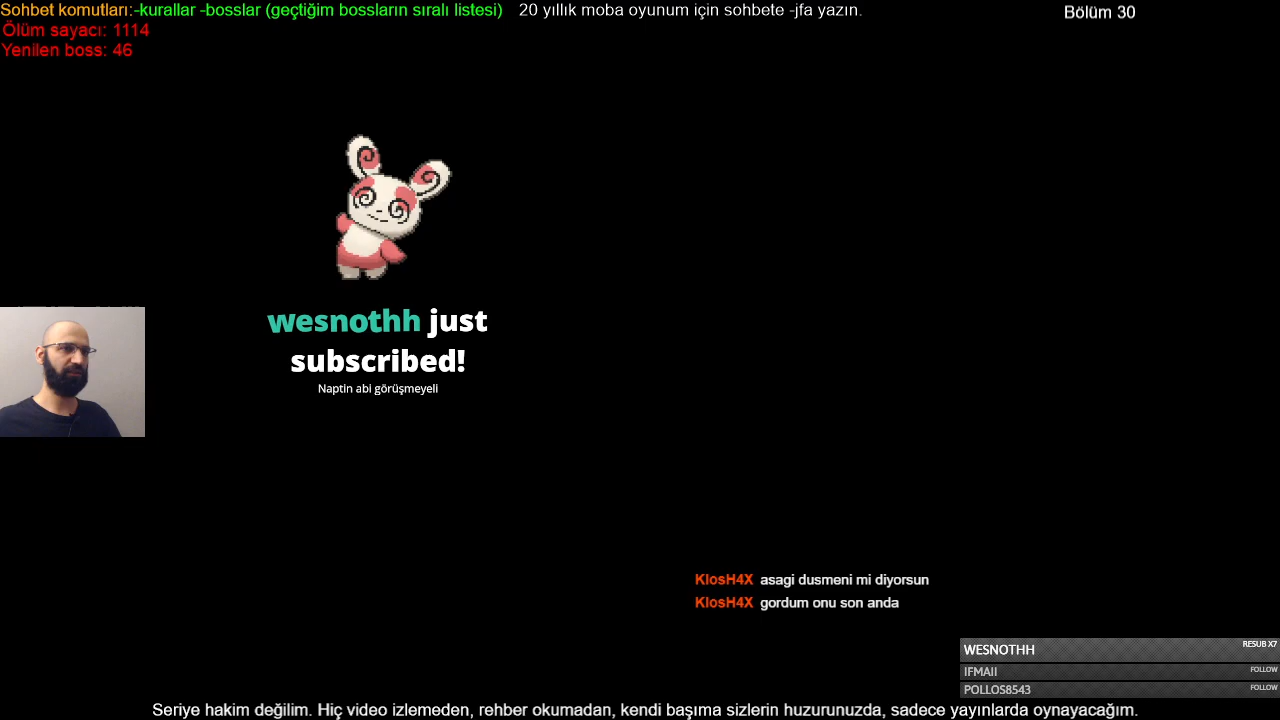 Sohbet komutları:-kurallar -bosslar (geçtiğim bossların sıralı listesi) 20 yıllık moba oyunum için sohbete -jfa yazın.
Bölüm 30
Ölüm sayacı: 1114
Yenilen boss: 46
wesnothh just
subscribed!
Naptin abi görüşmeyeli
KlosH4X asagi dusmeni mi diyorsun
KlosH4X gordum onu son anda
WESNOTHH RESUB X7
IFMAII FOLLOW
POLLOS8543 FOLLOW
Seriye hakim değilim. Hiç video izlemeden, rehber okumadan, kendi başıma sizlerin huzurunuzda, sadece yayınlarda oynayacağım.